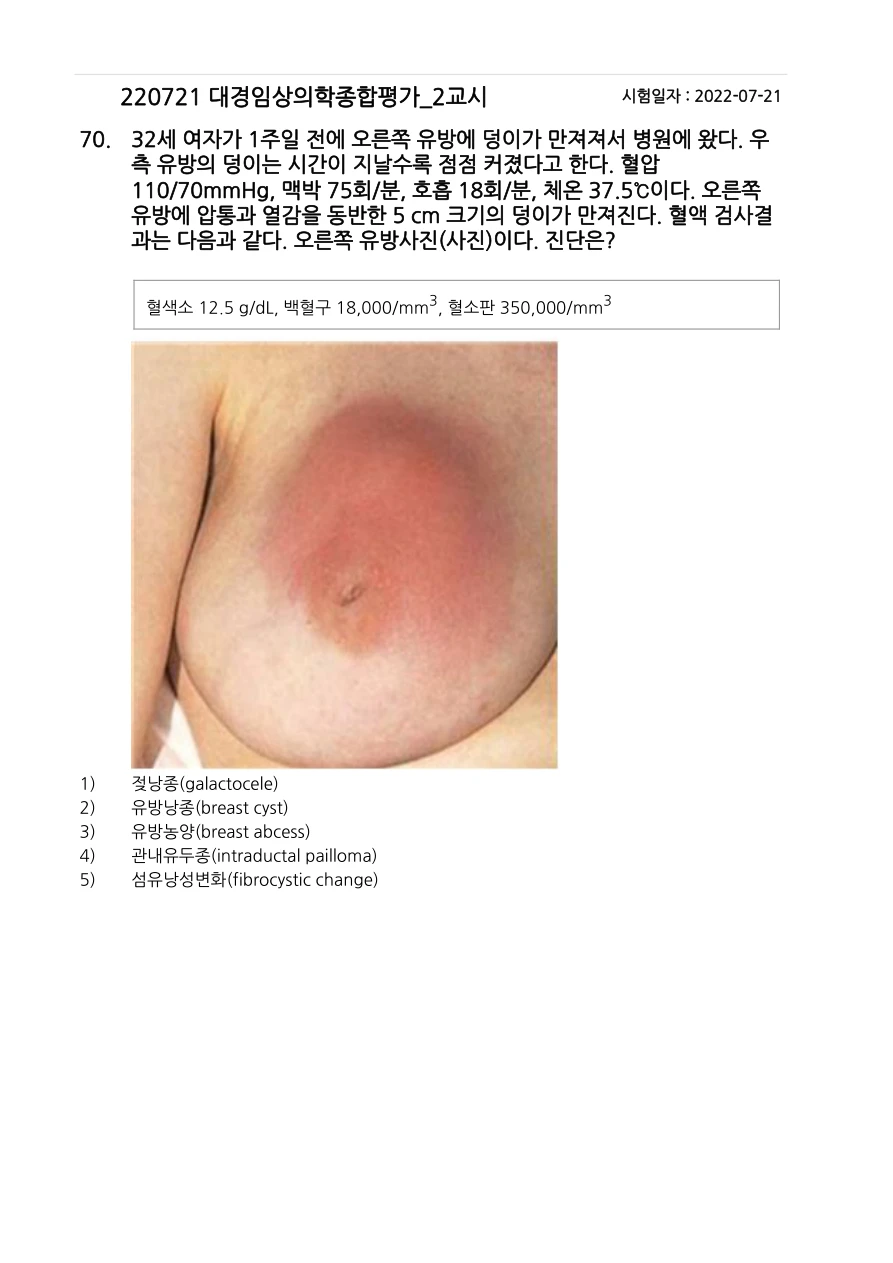 220721 대경임상의학종합평가_2교시
시험일자 : 2022-07-21
70. 32세 여자가 1주일 전에 오른쪽 유방에 덩이가 만져져서 병원에 왔다. 우
측 유방의 덩이는 시간이 지날수록 점점 커졌다고 한다. 혈압
110/70mmHg, 맥박 75회/분, 호흡 18회/분, 체온 37.5℃이다. 오른쪽
유방에 압통과 열감을 동반한 5 cm 크기의 덩이가 만져진다. 혈액 검사결
과는 다음과 같다. 오른쪽 유방사진(사진)이다. 진단은?
혈색소 12.5 g/dL, 백혈구 18,000/mm³, 혈소판 350,000/mm³
1) 젖낭종(galactocele)
2) 유방낭종(breast cyst)
3) 유방농양(breast abcess)
4) 관내유두종(intraductal pailloma)
5) 섬유낭성변화(fibrocystic change)